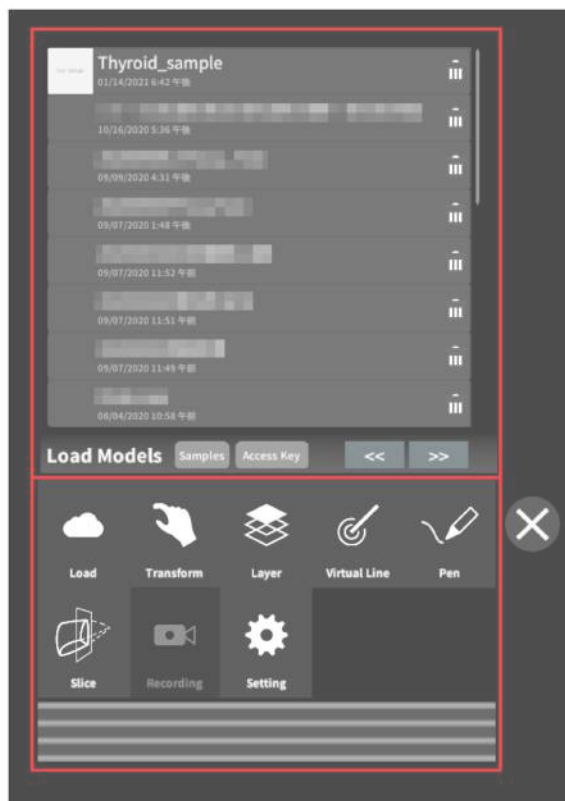 Thyroid_sample
01/14/2021 6:42 午後
10/16/2020 5:36 午後
09/09/2020 4:31 午後
09/07/2020 1:48 午後
09/07/2020 11:52 午前
09/07/2020 11:51 午前
09/07/2020 11:49 午前
08/04/2020 10:58 午前
Load Models Samples Access Key << >>
Load Transform Layer Virtual Line Pen
Slice Recording Setting